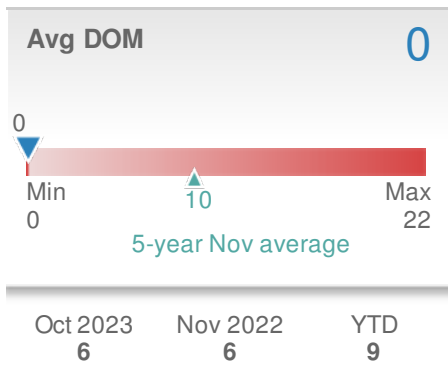 Avg DOM 0
0
Min Max
0 10 22
5-year Nov average
Oct 2023 Nov 2022 YTD
6 6 9